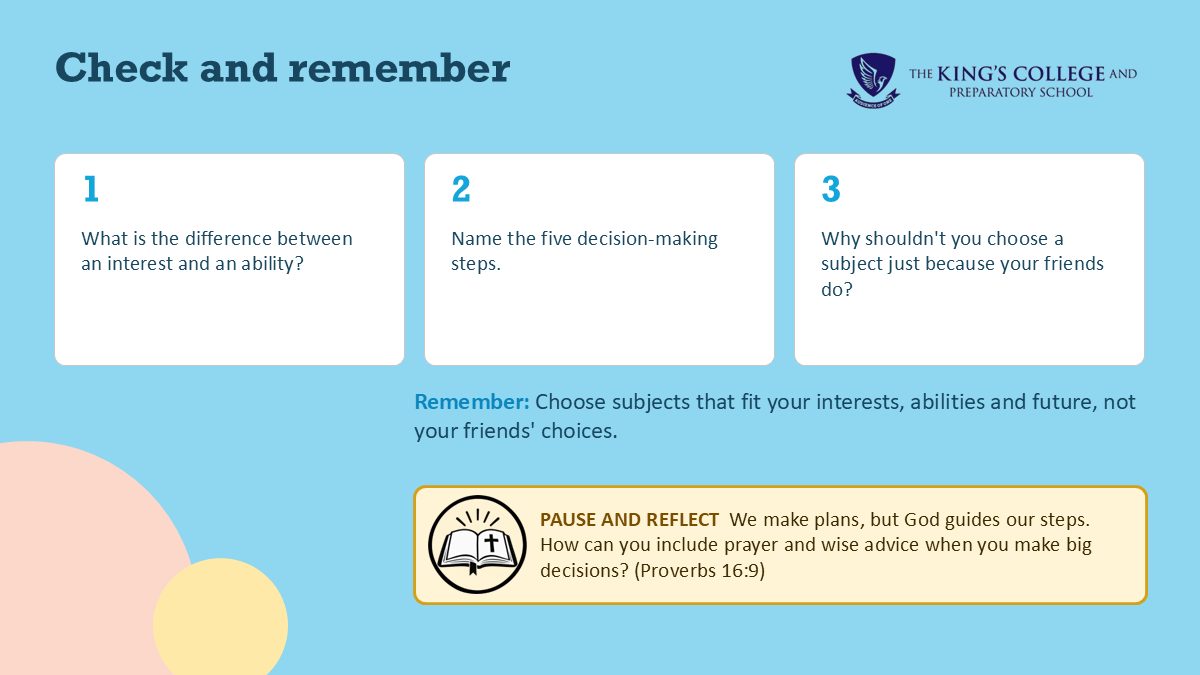 Check and remember
THE KING'S COLLEGE AND
PREPARATORY SCHOOL
1
What is the difference between
an interest and an ability?
2
Name the five decision-making
steps.
3
Why shouldn't you choose a
subject just because your friends
do?
Remember: Choose subjects that fit your interests, abilities and future, not
your friends' choices.
PAUSE AND REFLECT  We make plans, but God guides our steps.
How can you include prayer and wise advice when you make big
decisions? (Proverbs 16:9)